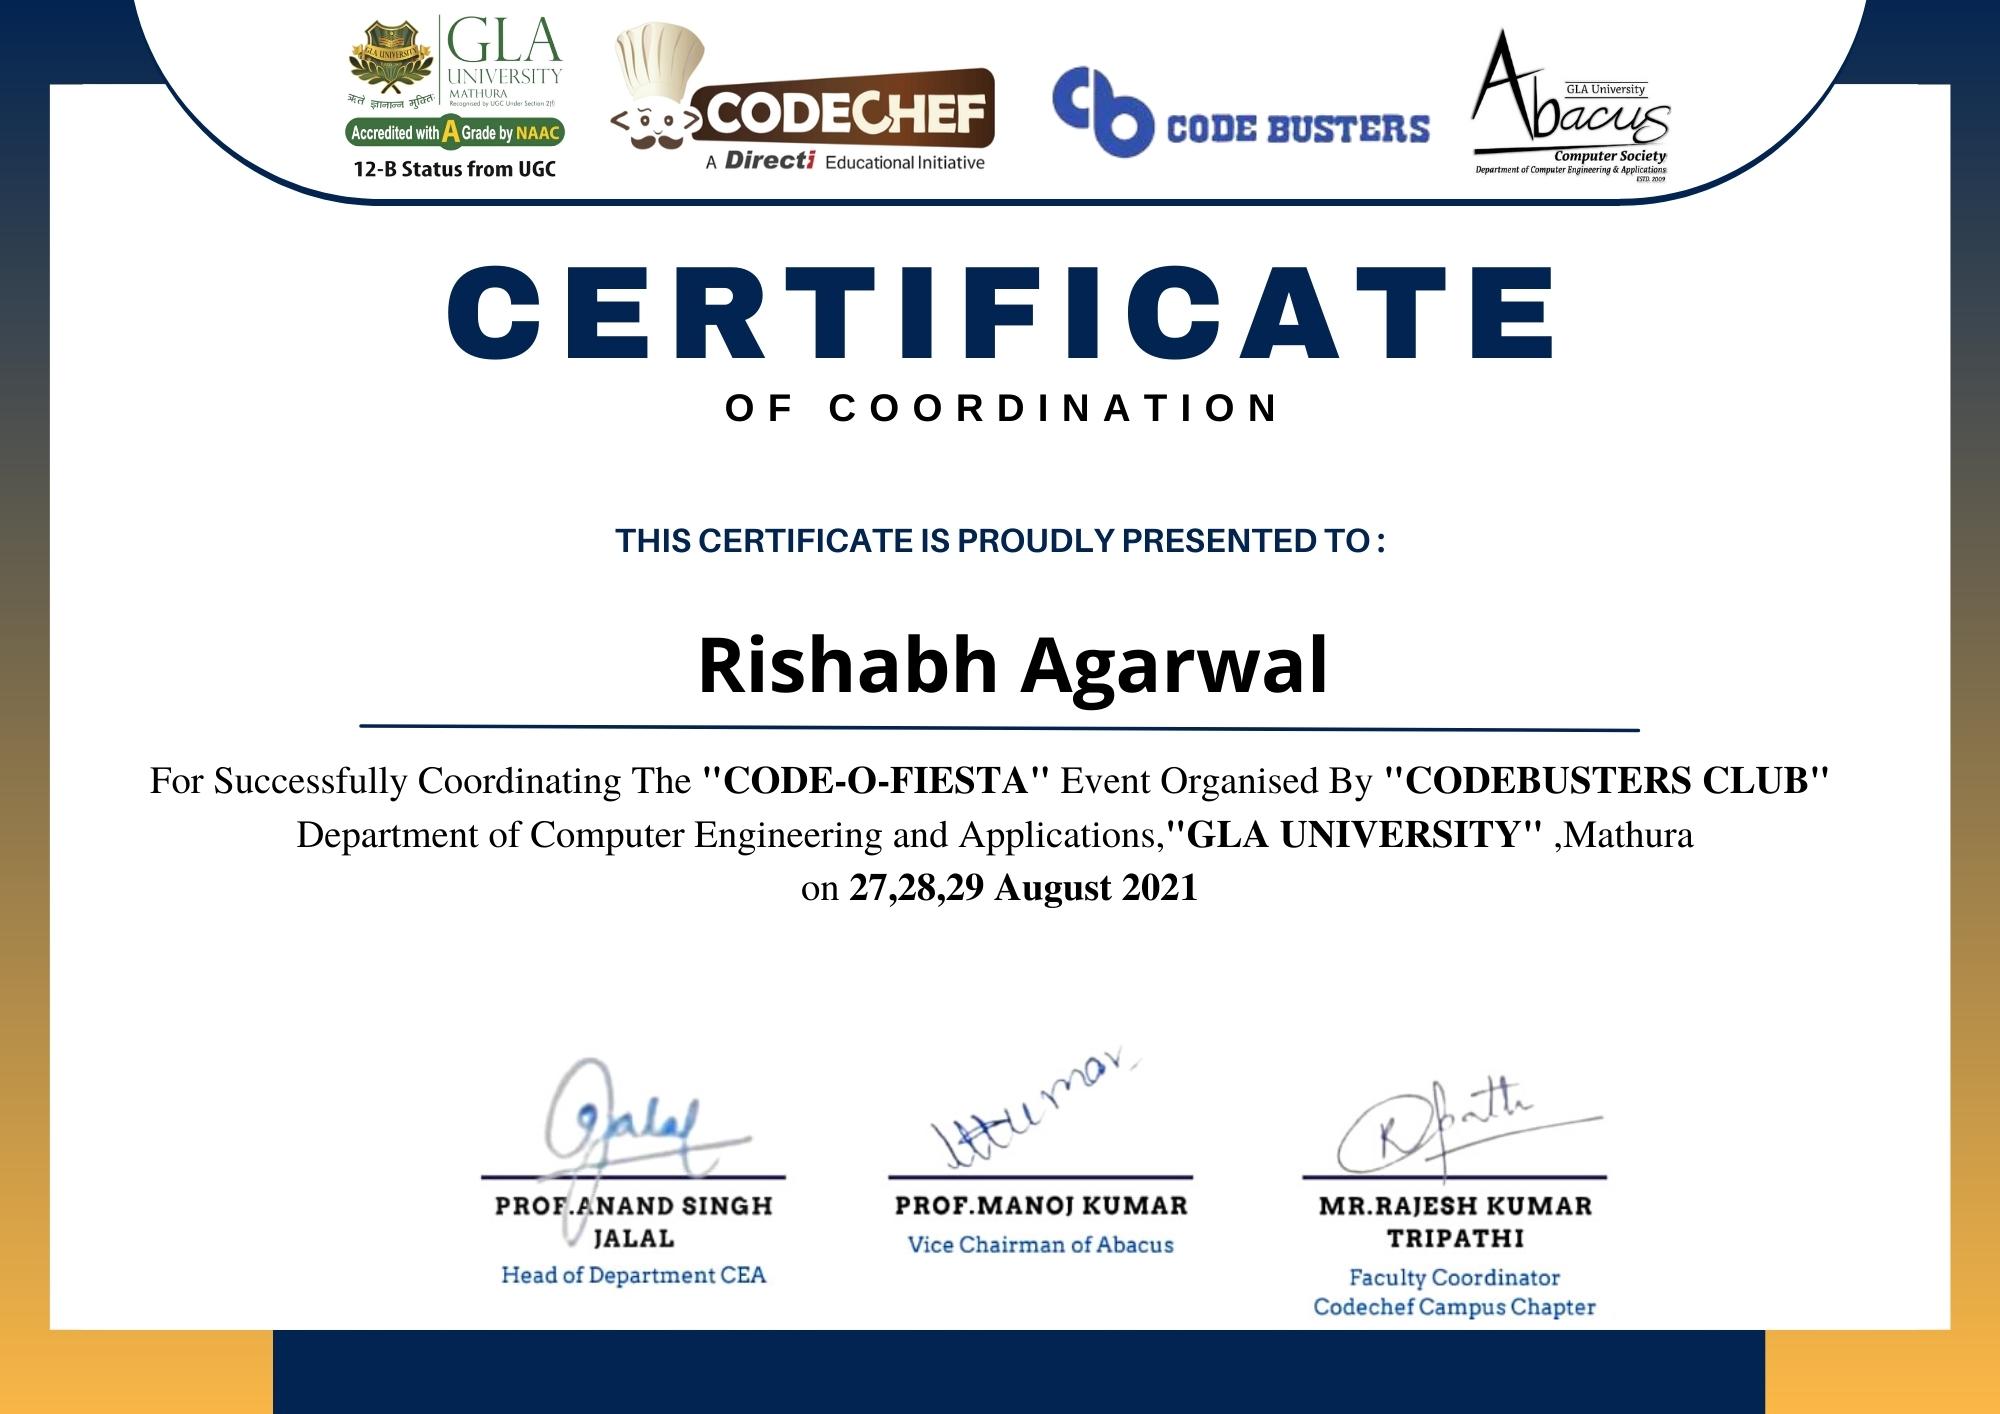 GLA
UNIVERSITY
MATHURA
Recognised by UGC Under Section 2(f)
GLA UNIVERSITY
ऋते ज्ञानान्न मुक्तिः
Accredited with A Grade by NAAC
12-B Status from UGC
CODECHEF
A Directi Educational Initiative
cb CODE BUSTERS
GLA University
Abacus
Computer Society
Department of Computer Engineering & Applications
ESTD. 2009
CERTIFICATE
OF COORDINATION
THIS CERTIFICATE IS PROUDLY PRESENTED TO :
Rishabh Agarwal
For Successfully Coordinating The "CODE-O-FIESTA" Event Organised By "CODEBUSTERS CLUB"
Department of Computer Engineering and Applications,"GLA UNIVERSITY" ,Mathura
on 27,28,29 August 2021
PROF.ANAND SINGH
JALAL
Head of Department CEA
PROF.MANOJ KUMAR
Vice Chairman of Abacus
MR.RAJESH KUMAR
TRIPATHI
Faculty Coordinator
Codechef Campus Chapter